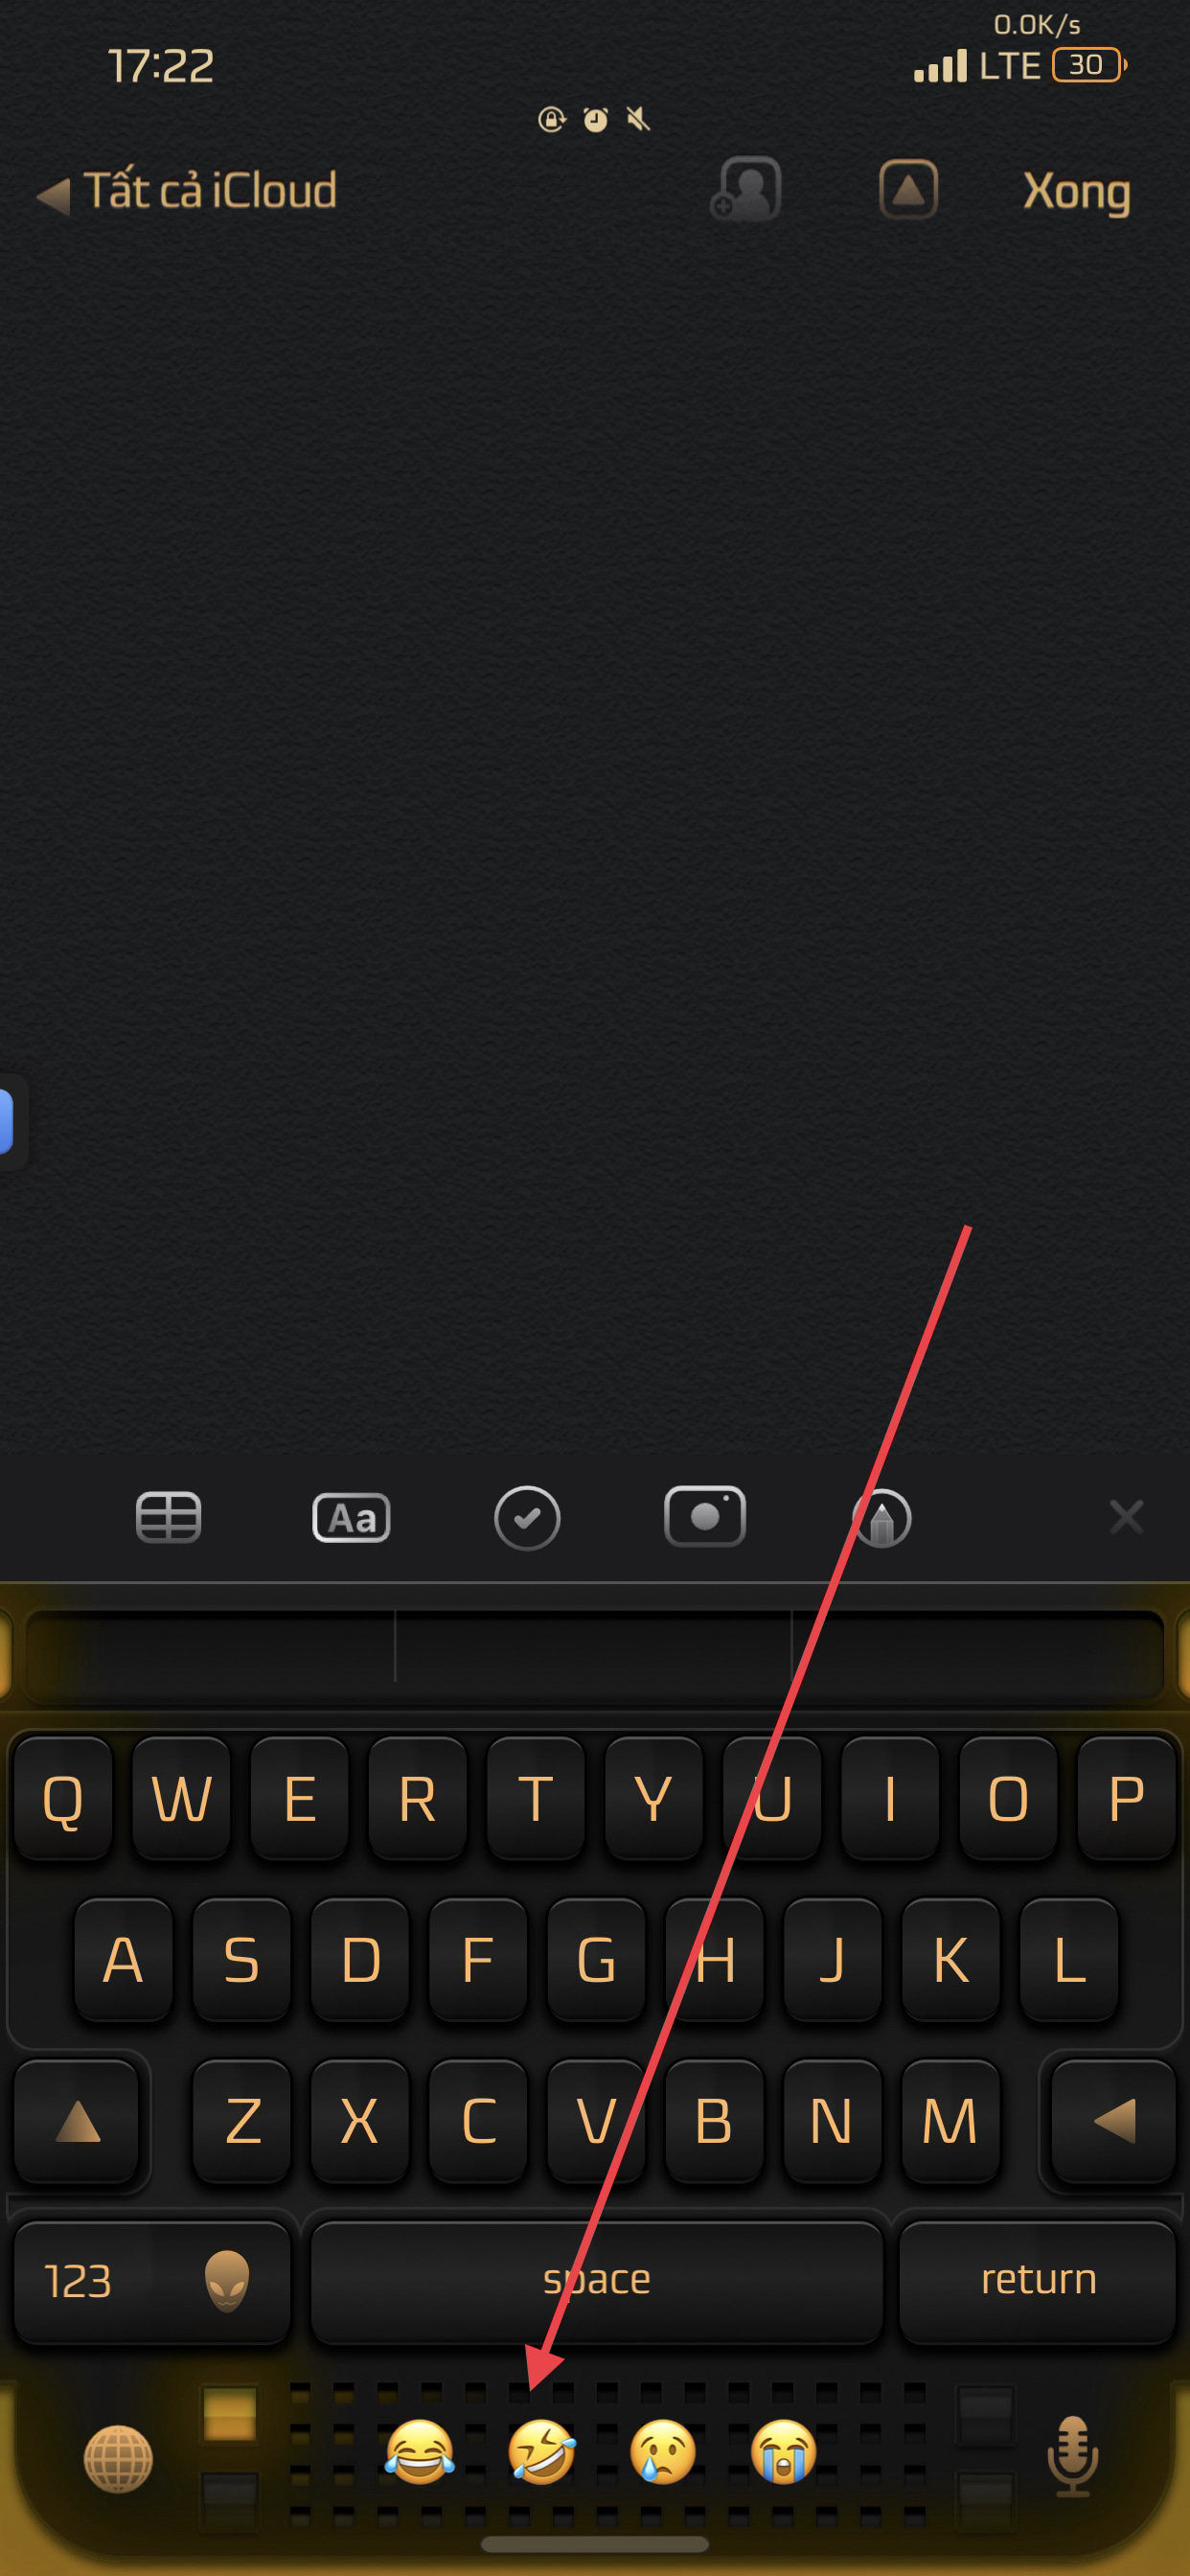 0.0K/s
17:22 LTE 30
Tất cả iCloud Xong
Aa
Q W E R T Y U I O P
A S D F G H J K L
Z X C V B N M
123 space return